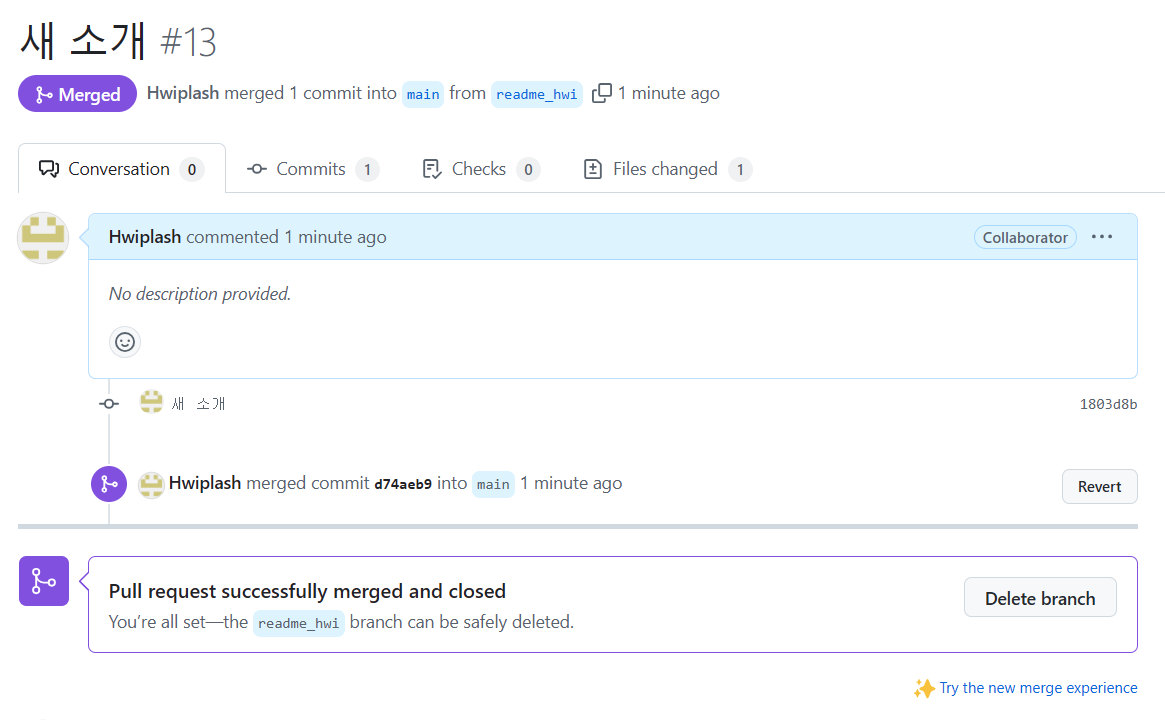 새 소개 #13
Merged Hwiplash merged 1 commit into main from readme_hwi 1 minute ago
Conversation 0 Commits 1 Checks 0 Files changed 1
Hwiplash commented 1 minute ago Collaborator ...
No description provided.
새 소개 1803d8b
Hwiplash merged commit d74aeb9 into main 1 minute ago Revert
Pull request successfully merged and closed
You’re all set—the readme_hwi branch can be safely deleted.
Delete branch
Try the new merge experience